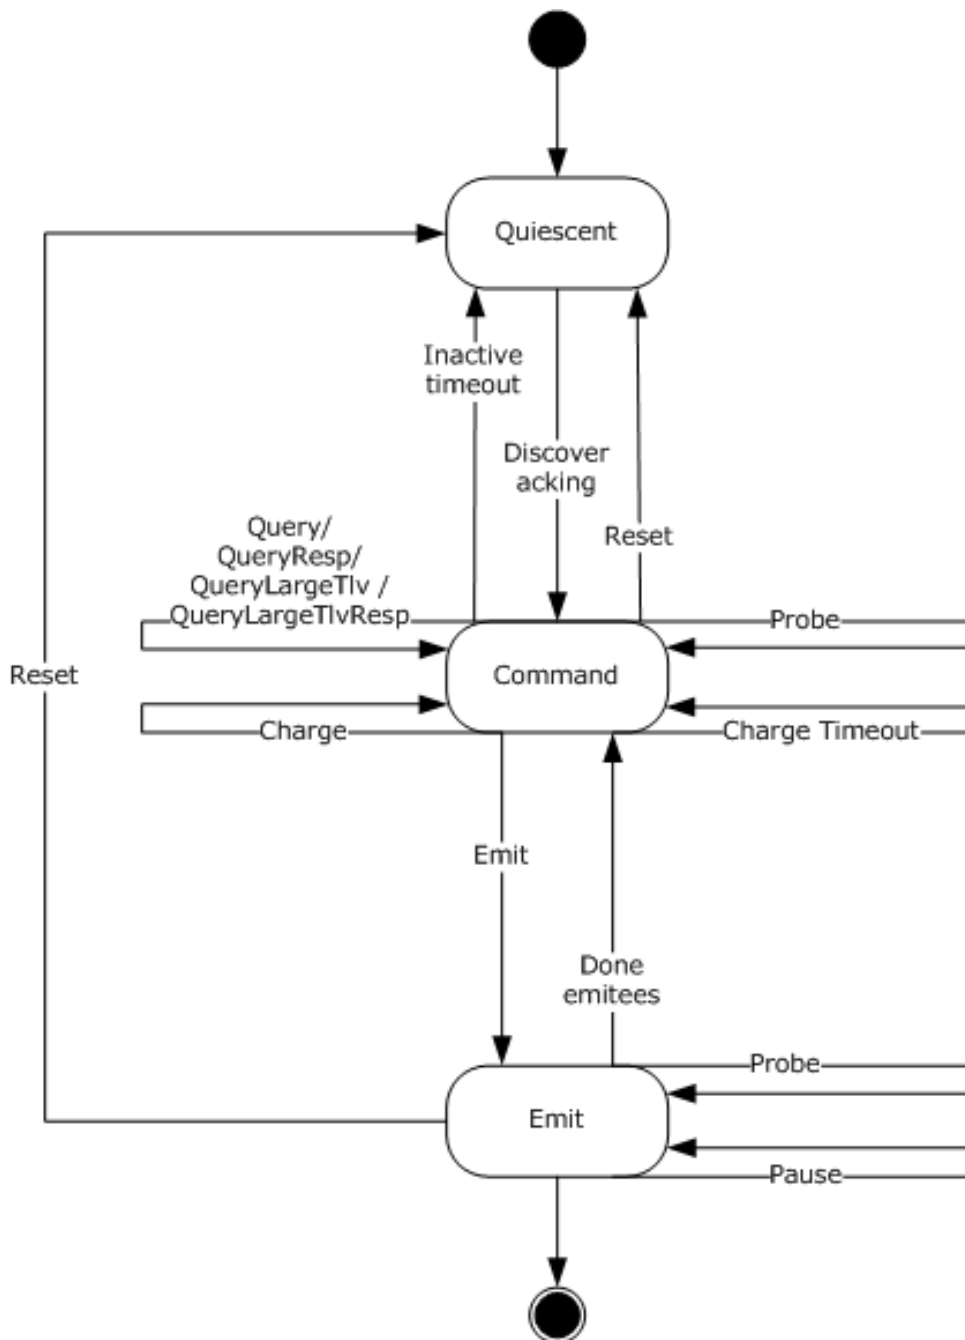 Quiescent
Inactive
timeout
Discover
acking
Reset
Query/
QueryResp/
QueryLargeTlv /
QueryLargeTlvResp
Probe
Reset
Command
Charge
Charge Timeout
Emit
Done
emitees
Probe
Emit
Pause